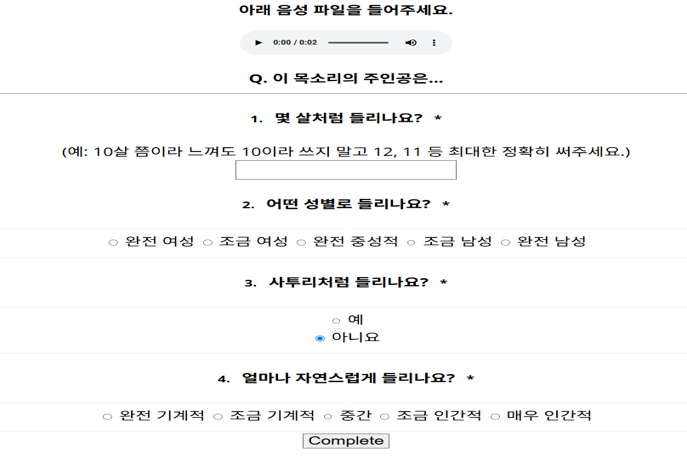 아래 음성 파일을 들어주세요.
0:00 / 0:02
Q. 이 목소리의 주인공은...
1. 몇 살처럼 들리나요? *
(예: 10살 쯤이라 느껴도 10이라 쓰지 말고 12, 11 등 최대한 정확히 써주세요.)
2. 어떤 성별로 들리나요? *
완전 여성 조금 여성 완전 중성적 조금 남성 완전 남성
3. 사투리처럼 들리나요? *
예
아니요
4. 얼마나 자연스럽게 들리나요? *
완전 기계적 조금 기계적 중간 조금 인간적 매우 인간적
Complete